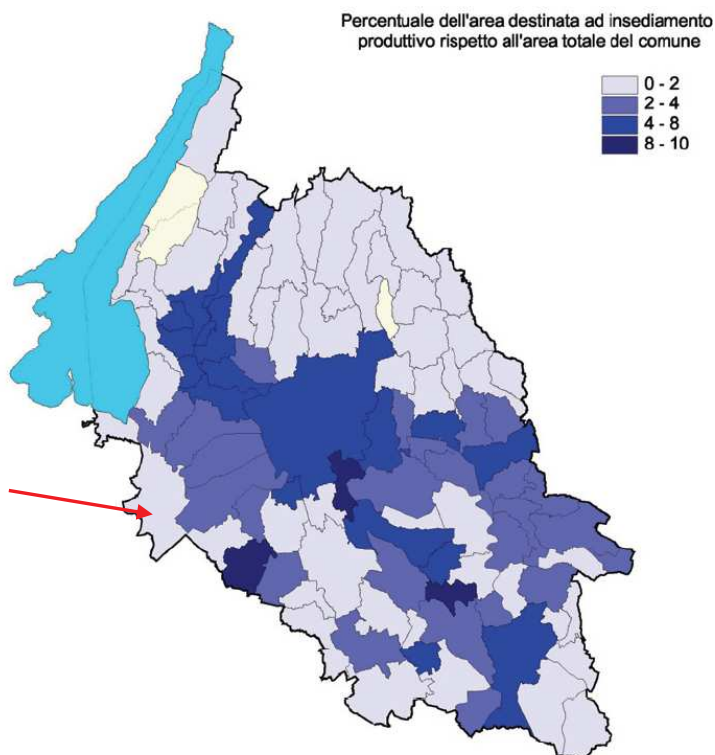 Percentuale dell'area destinata ad insediamento
produttivo rispetto all'area totale del comune
0 - 2
2 - 4
4 - 8
8 - 10